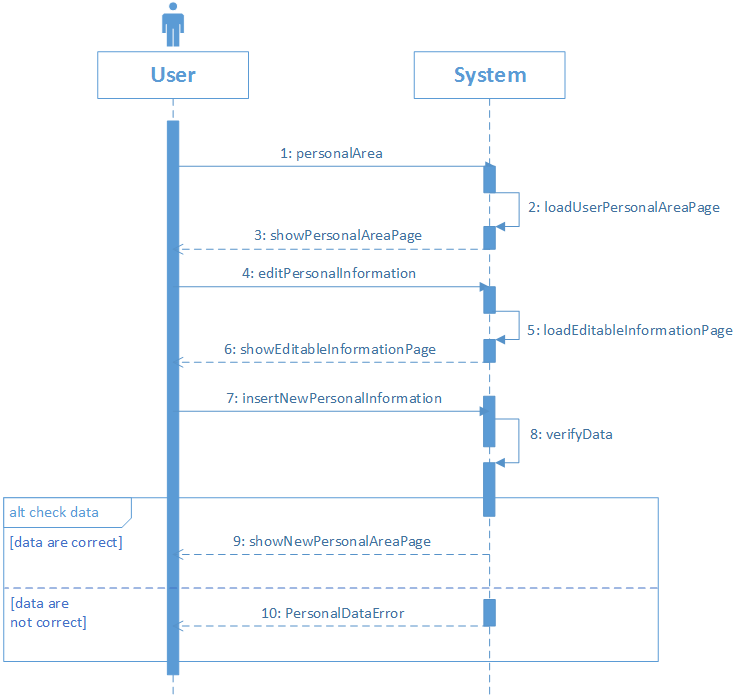 User
System
1: personalArea
2: loadUserPersonalAreaPage
3: showPersonalAreaPage
4: editPersonalInformation
5: loadEditableInformationPage
6: showEditableInformationPage
7: insertNewPersonalInformation
8: verifyData
alt check data
[data are correct]
9: showNewPersonalAreaPage
[data are
not correct]
10: PersonalDataError